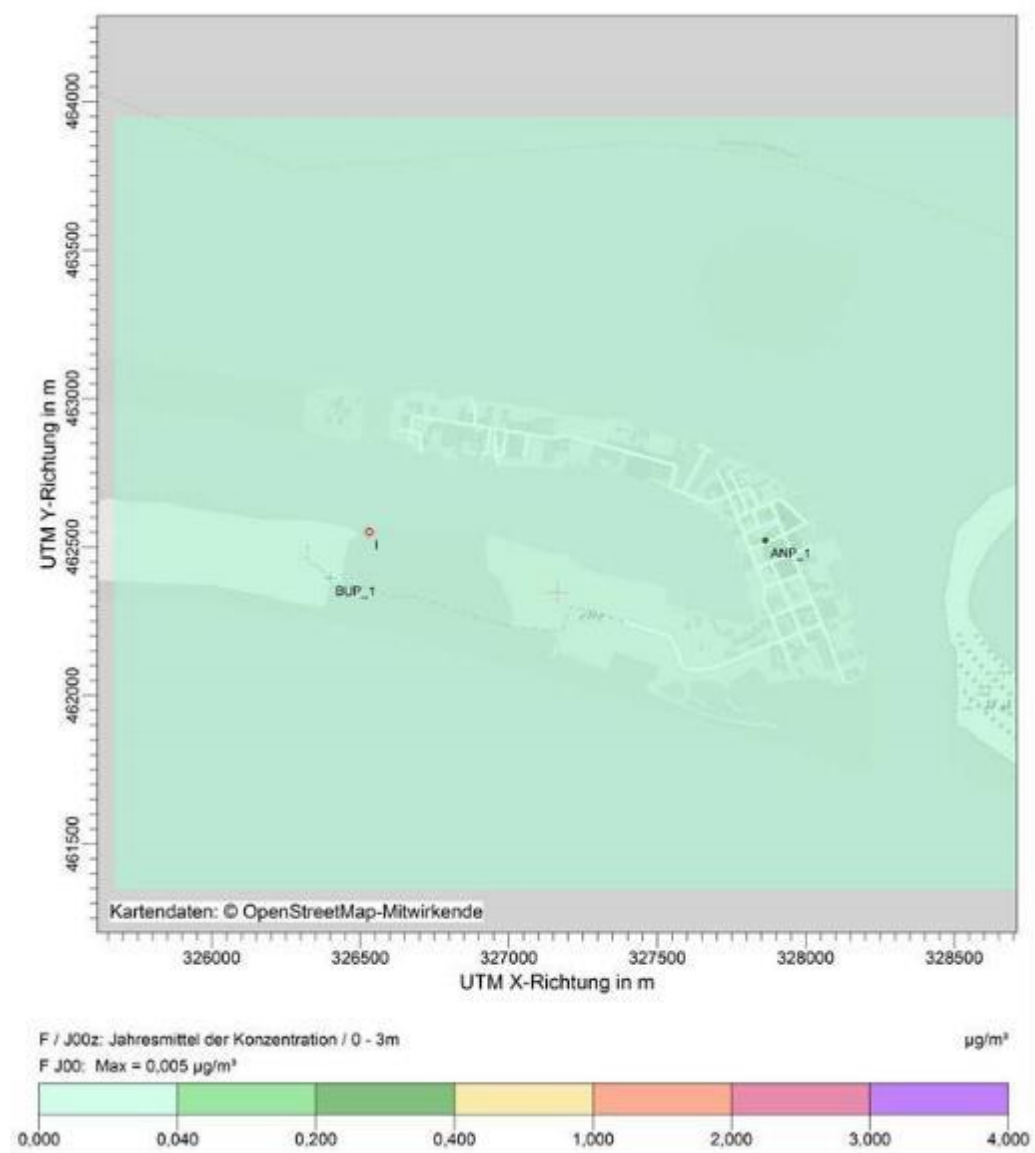 464000
463500
463000
462500
462000
461500
UTM Y-Richtung in m
I
BUP_1
ANP_1
Kartendaten: © OpenStreetMap-Mitwirkende
326000 326500 327000 327500 328000 328500
UTM X-Richtung in m
F / J00z: Jahresmittel der Konzentration / 0 - 3m µg/m³
F J00: Max = 0,005 µg/m³
0,000 0,040 0,200 0,400 1,000 2,000 3,000 4,000